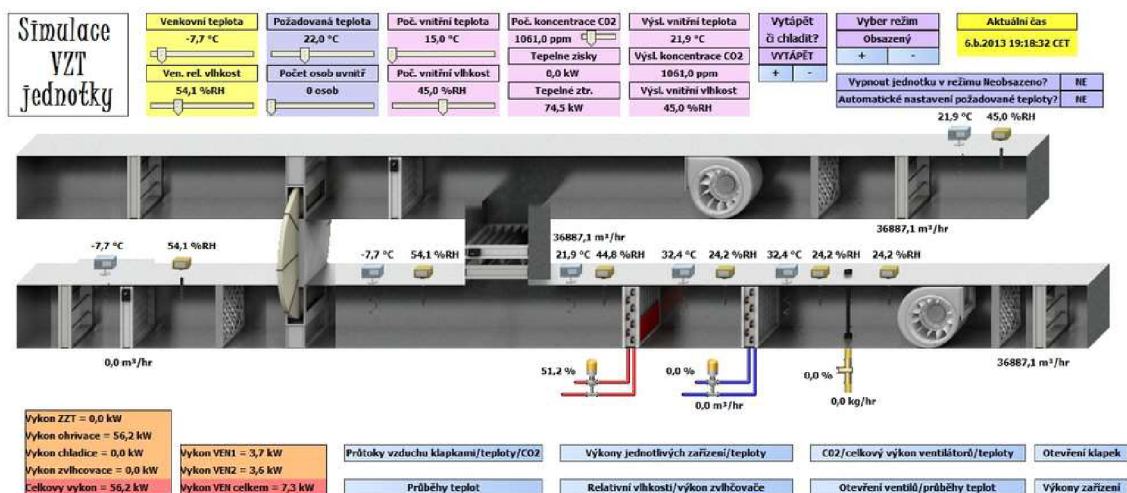 Simulace
VZT
jednotky
Venkovní teplota
-7,7 °C
Ven. rel. vlhkost
54,1 %RH
Požadovaná teplota
22,0 °C
Počet osob uvnitř
0 osob
Poč. vnitřní teplota
15,0 °C
Poč. vnitřní vlhkost
45,0 %RH
Poč. koncentrace CO2
1061,0 ppm
Tepelne zisky
0,0 kW
Tepelné ztr.
74,5 kW
Výsl. vnitřní teplota
21,9 °C
Výsl. koncentrace CO2
1061,0 ppm
Výsl. vnitřní vlhkost
45,0 %RH
Vytápět
či chladit?
VYTÁPĚT
+ -
Vyber režim
Obsazený
+ -
Aktuální čas
6.b.2013 19:18:32 CET
Vypnout jednotku v režimu Neobsazeno? NE
Automatické nastavení požadované teploty? NE
21,9 °C 45,0 %RH
36887,1 m³/hr
36887,1 m³/hr
-7,7 °C 54,1 %RH
-7,7 °C 54,1 %RH 21,9 °C 44,8 %RH 32,4 °C 24,2 %RH 32,4 °C 24,2 %RH 24,2 %RH
0,0 m³/hr
36887,1 m³/hr
51,2 %
0,0 %
0,0 %
0,0 m³/hr
0,0 kg/hr
Vykon ZZT = 0,0 kW
Vykon ohrivace = 56,2 kW
Vykon chladice = 0,0 kW
Vykon zvlhcovace = 0,0 kW
Celkovy vykon = 56,2 kW
Vykon VEN1 = 3,7 kW
Vykon VEN2 = 3,6 kW
Vykon VEN celkem = 7,3 kW
Průtoky vzduchu klapkami/teploty/CO2
Výkony jednotlivých zařízení/teploty
CO2/celkový výkon ventilátorů/teploty
Otevření klapek
Průběhy teplot
Relativní vlhkosti/výkon zvlhčovače
Otevření ventilů/průběhy teplot
Výkony zařízení